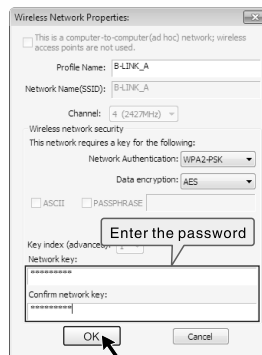 Wireless Network Properties:
This is a computer-to-computer(ad hoc) network; wireless
access points are not used.
Profile Name: B-LINK_A
Network Name(SSID): B-LINK_A
Channel: 4 (2427MHz)
Wireless network security
This network requires a key for the following:
Network Authentication: WPA2-PSK
Data encryption: AES
ASCII PASSPHRASE
Enter the password
Key index (advanced): 1
Network key:
*********
Confirm network key:
*********
OK Cancel